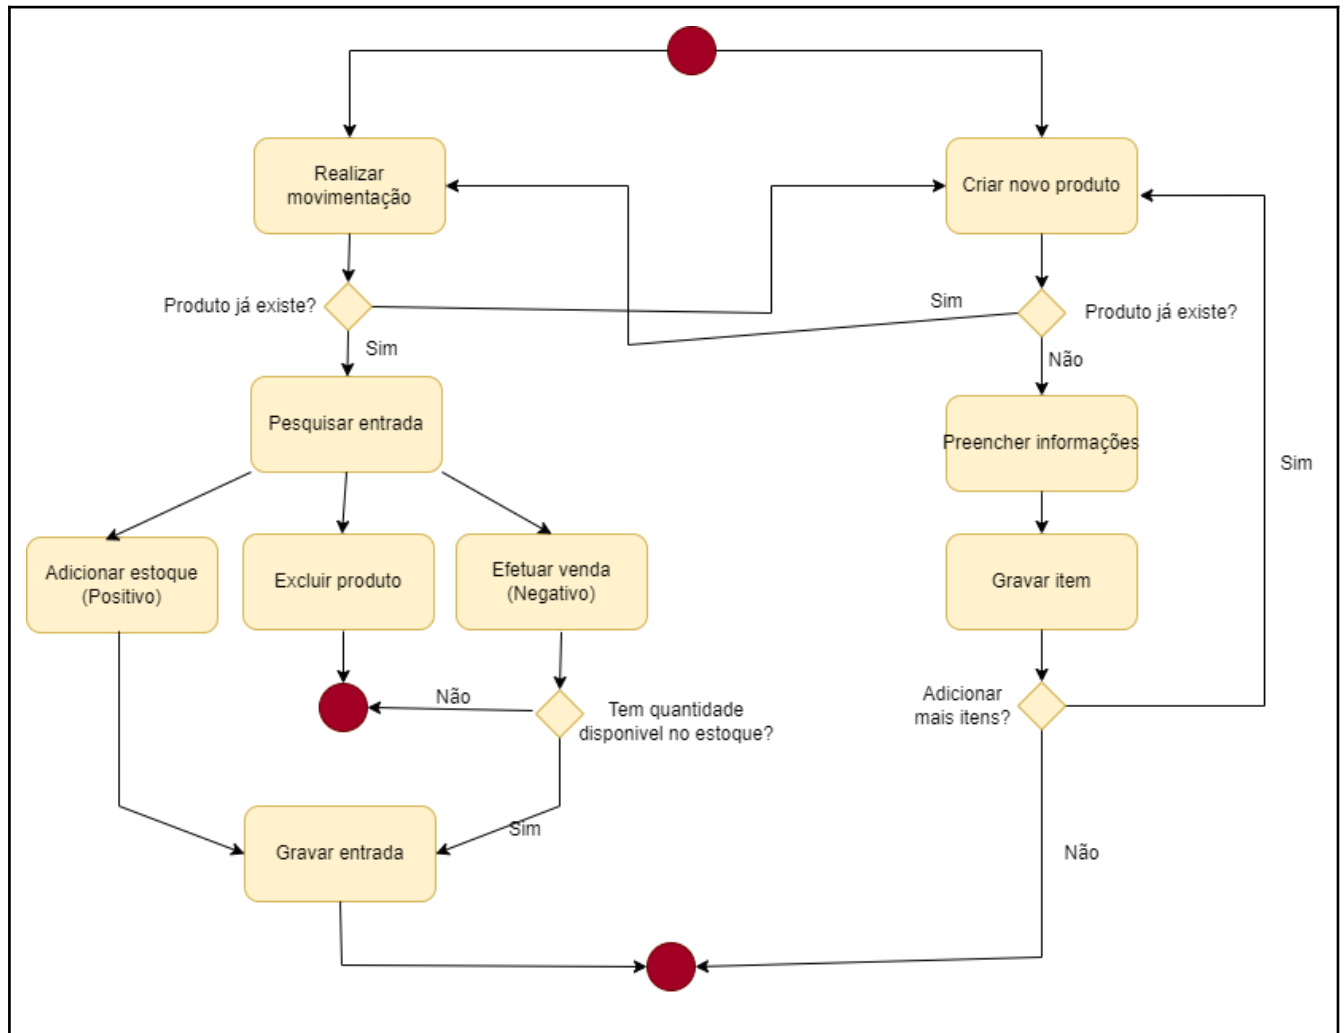 Realizar
movimentação
Criar novo produto
Produto já existe?
Sim
Produto já existe?
Sim
Não
Pesquisar entrada
Preencher informações
Sim
Adicionar estoque
(Positivo)
Excluir produto
Efetuar venda
(Negativo)
Gravar item
Não
Tem quantidade
disponivel no estoque?
Adicionar
mais itens?
Sim
Gravar entrada
Não